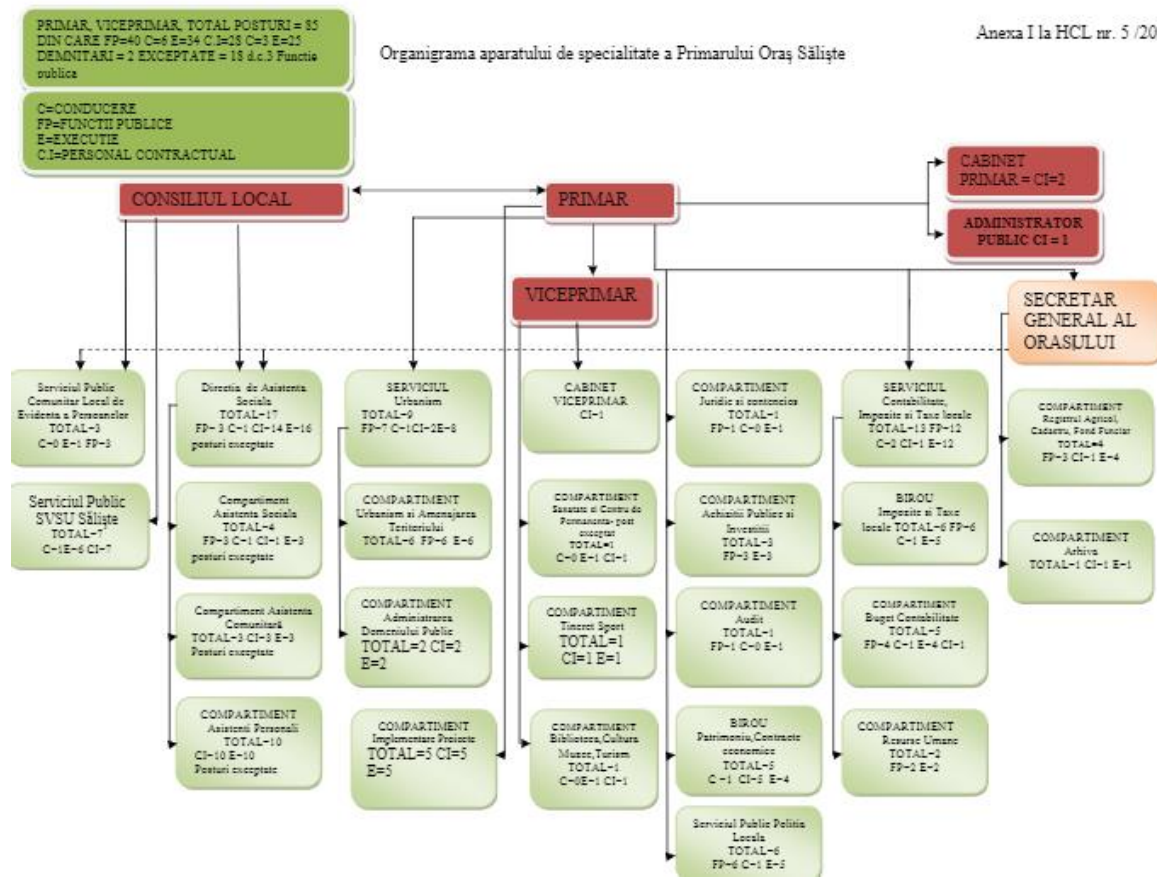 PRIMAR, VICEPRIMAR, TOTAL POSTURI = 85
DIN CARE FP=40 C=6 E=34 C.I=28 C=3 E=25
DEMNITARI = 2 EXCEPTATE = 18 d.c.3 Functie
publica
C=CONDUCERE
FP=FUNCTII PUBLICE
E=EXECUTIE
C.I=PERSONAL CONTRACTUAL
Organigrama aparatului de specialitate a Primarului Oraş Sălişte
Anexa I la HCL nr. 5 /20
CONSILIUL LOCAL
PRIMAR
CABINET
PRIMAR = CI=2
ADMINISTRATOR
PUBLIC CI = 1
VICEPRIMAR
SECRETAR
GENERAL AL
ORASULUI
Serviciul Public
Comunitar Local de
Evidenta a Persoanelor
TOTAL=3
C=0 E=1 FP=3
Serviciul Public
SVSU Sălişte
TOTAL=7
C=1E=6 CI=7
Directia de Asistenta
Sociala
TOTAL=17
FP= 3 C=1 CI=14 E=16
posturi exceptate
Compartiment
Asistenta Sociala
TOTAL=4
FP=3 C=1 CI=1 E=3
posturi exceptate
Compartiment Asistenta
Comunitară
TOTAL=3 CI=3 E=3
Posturi exceptate
COMPARTIMENT
Asistenti Personali
TOTAL=10
CI=10 E=10
Posturi exceptate
SERVICIUL
Urbanism
TOTAL=9
FP=7 C=1CI=2E=8
COMPARTIMENT
Urbanism si Amenajarea
Teritoriului
TOTAL=6 FP=6 E=6
COMPARTIMENT
Administrarea
Domeniului Public
TOTAL=2 CI=2
E=2
COMPARTIMENT
Implementare Proiecte
TOTAL=5 CI=5
E=5
CABINET
VICEPRIMAR
CI=1
COMPARTIMENT
Sanatate si Centru de
Permanenta- post
exceptat
TOTAL=1
C=0 E=1 CI=1
COMPARTIMENT
Tineret Sport
TOTAL=1
CI=1 E=1
COMPARTIMENT
Biblioteca,Cultura
Muzee,Turism
TOTAL=1
C=0E=1 CI=1
COMPARTIMENT
Juridic si contencios
TOTAL=1
FP=1 C=0 E=1
COMPARTIMENT
Achizitii Publice si
Investitii
TOTAL=3
FP=3 E=3
COMPARTIMENT
Audit
TOTAL=1
FP=1 C=0 E=1
BIROU
Patrimoniu,Contracte
economice
TOTAL=5
C =1 CI=5 E=4
Serviciul Public Politia
Locala
TOTAL=6
FP=6 C=1 E=5
SERVICIUL
Contabilitate,
Impozite si Taxe locale
TOTAL=13 FP=12
C=2 CI=1 E=12
BIROU
Impozite si Taxe
locale TOTAL=6 FP=6
C=1 E=5
COMPARTIMENT
Buget Contabilitate
TOTAL=5
FP=4 C=1 E=4 CI=1
COMPARTIMENT
Resurse Umane
TOTAL=2
FP=2 E=2
COMPARTIMENT
Registrul Agricol,
Cadastru, Fond Funciar
TOTAL=4
FP=3 CI=1 E=4
COMPARTIMENT
Arhiva
TOTAL=1 CI=1 E=1